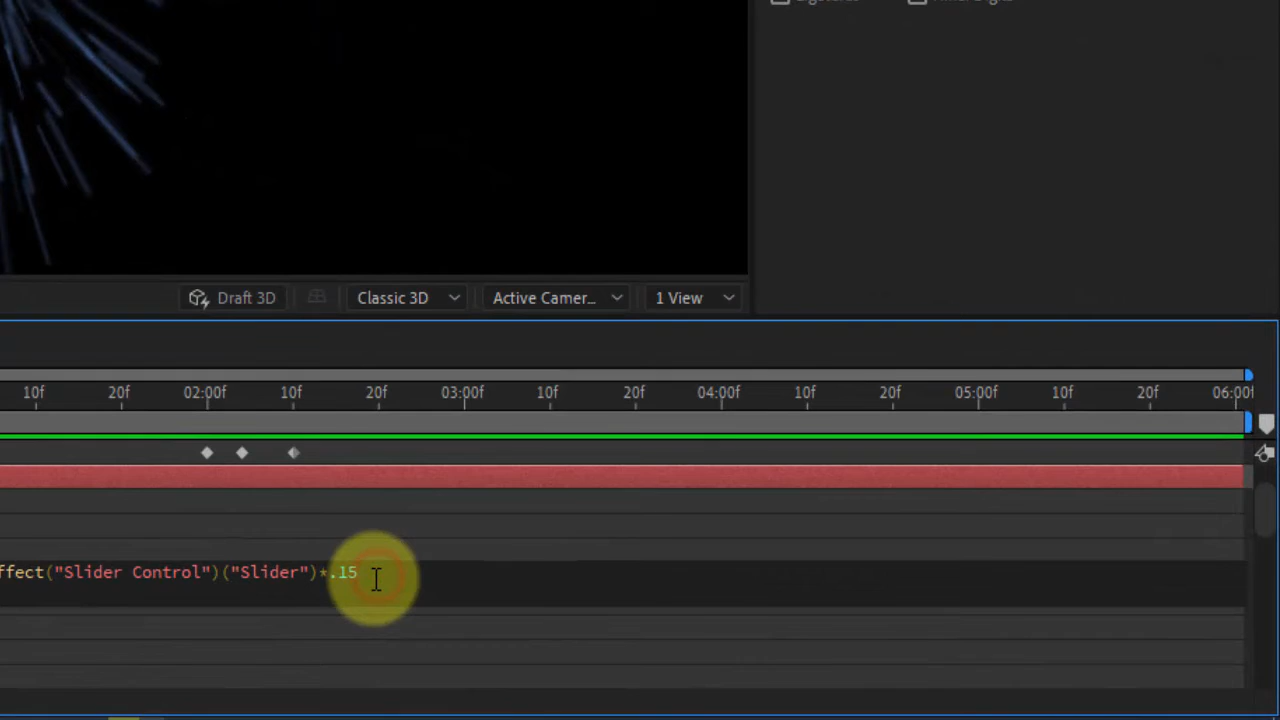 Draft 3D
Classic 3D
Active Camer...
1 View
10f 20f 02:00f 10f 20f 03:00f 10f 20f 04:00f 10f 20f 05:00f 10f 20f 06:00f
ffect("Slider Control")("Slider")*.15